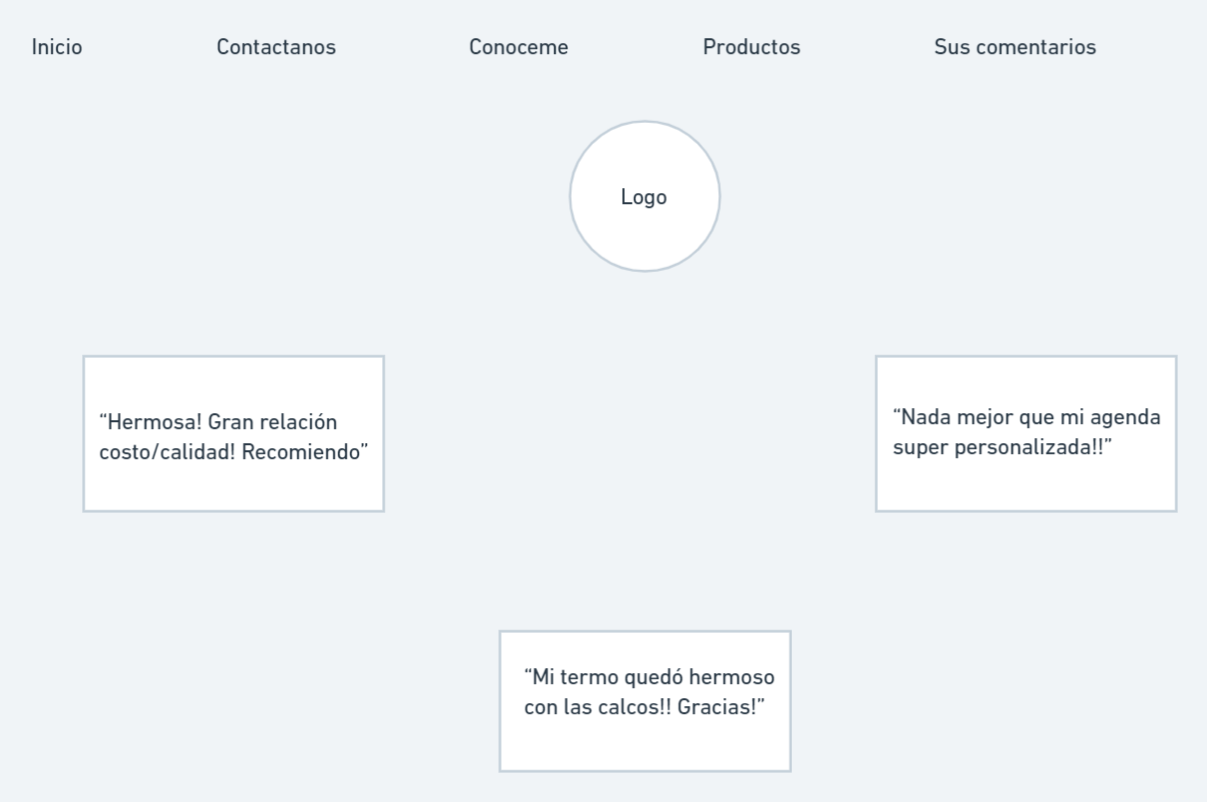 Inicio
Contactanos
Conoceme
Productos
Sus comentarios
Logo
“Hermosa! Gran relación
costo/calidad! Recomiendo”
“Nada mejor que mi agenda
super personalizada!!”
“Mi termo quedó hermoso
con las calcos!! Gracias!”